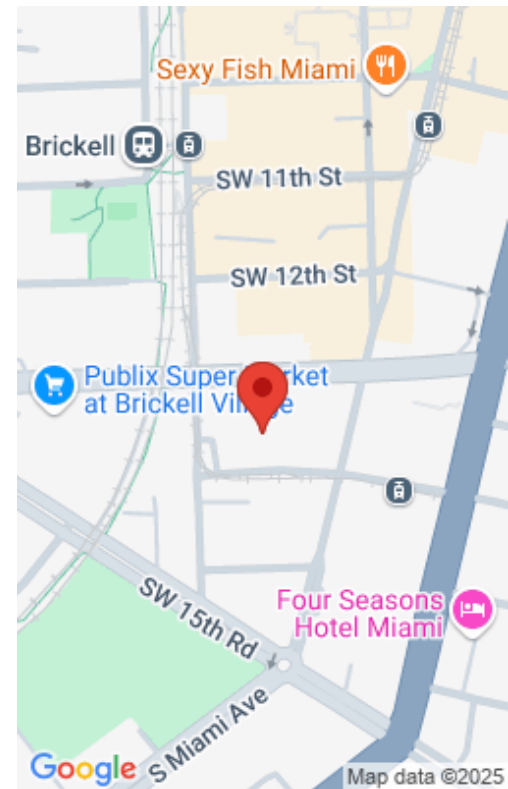 Sexy Fish Miami
Brickell
SW 11th St
SW 12th St
Publix Super Market
at Brickell Village
SW 15th Rd
Four Seasons
Hotel Miami
S Miami Ave
Google
Map data ©2025